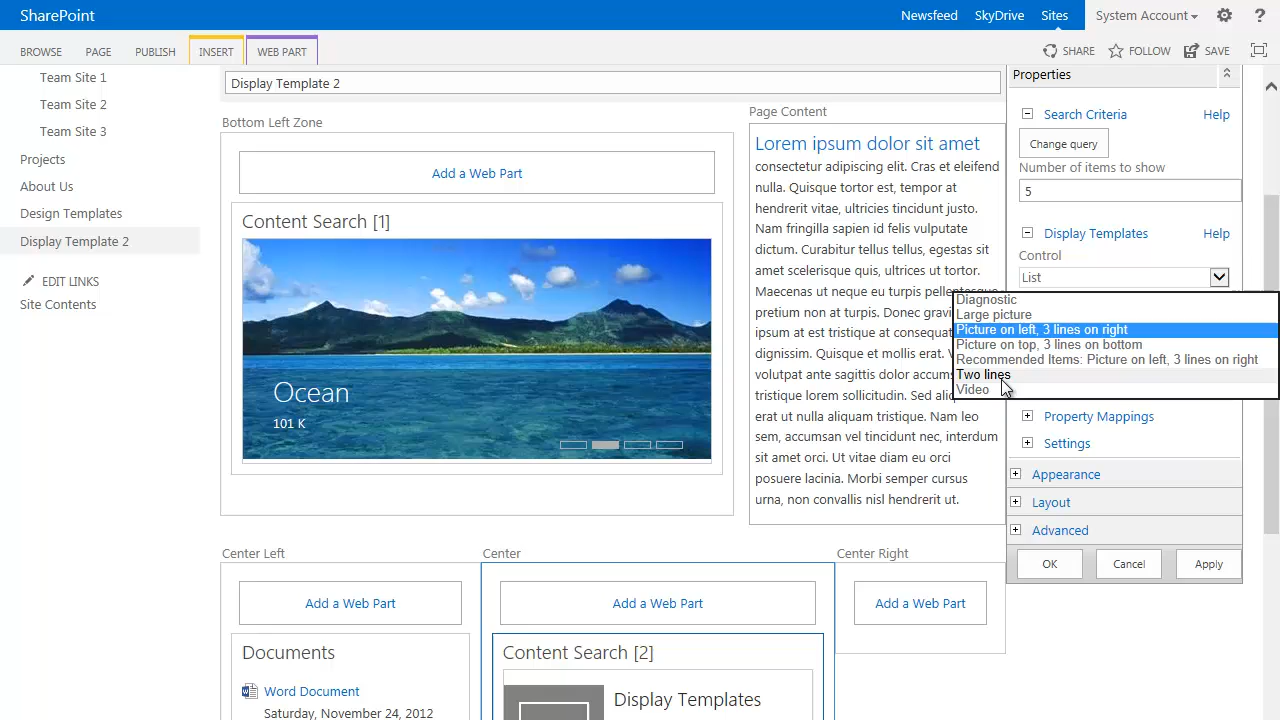 SharePoint
Newsfeed
SkyDrive
Sites
System Account
?
BROWSE
PAGE
PUBLISH
INSERT
WEB PART
SHARE
FOLLOW
SAVE
Team Site 1
Team Site 2
Team Site 3
Projects
About Us
Design Templates
Display Template 2
EDIT LINKS
Site Contents
Display Template 2
Bottom Left Zone
Add a Web Part
Content Search [1]
Ocean
101 K
Page Content
Lorem ipsum dolor sit amet
consectetur adipiscing elit. Cras et eleifend
nulla. Quisque tortor est, tempor at
hendrerit vitae, ultricies tincidunt justo.
Nam fringilla sapien id felis vulputate
dictum. Curabitur tellus tellus, egestas sit
amet scelerisque quis, ultrices ut tortor.
Maecenas ut neque eu turpis pellen
pretium non at turpis. Donec gravi
ipsum at tristique at consequat
dignissim. Quisque et mollis erat. V
volutpat ante sagittis dolor accum
tristique lorem sollicitudin. Sed al
erat ut nulla aliquam tristique. Nam leo
sem, accumsan vel tincidunt nec, interdum
sit amet orci. Ut vitae diam eu orci
posuere lacinia. Morbi semper cursus
urna, non convallis nisl hendrerit ut.
Center Left
Add a Web Part
Documents
Word Document
Saturday, November 24, 2012
Center
Add a Web Part
Content Search [2]
Display Templates
Center Right
Add a Web Part
Properties
Search Criteria
Help
Change query
Number of items to show
5
Display Templates
Help
Control
List
Diagnostic
Large picture
Picture on left, 3 lines on right
Picture on top, 3 lines on bottom
Recommended Items: Picture on left, 3 lines on right
Two lines
Video
Property Mappings
Settings
Appearance
Layout
Advanced
OK
Cancel
Apply